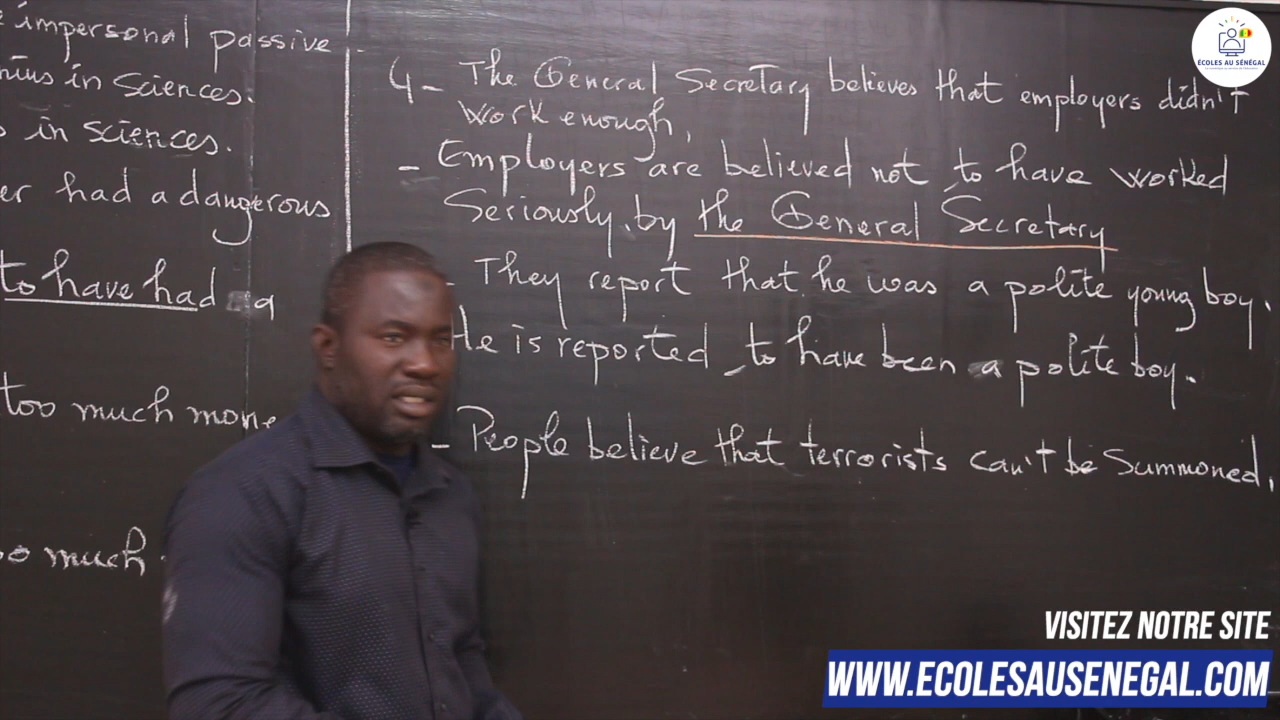 impersonal passive
nius in Sciences.
in sciences.
er had a dangerous
to have had a
too much mone
much
4- The General Secretary believes that employers didn't
work enough,
- Employers are believed not to have worked
Seriously by the General Secretary
- They report that he was a polite young boy.
He is reported to have been a polite boy.
- People believe that terrorists can't be Summoned.
ÉCOLES AU SÉNÉGAL
VISITEZ NOTRE SITE
WWW.ECOLESAUSENEGAL.COM